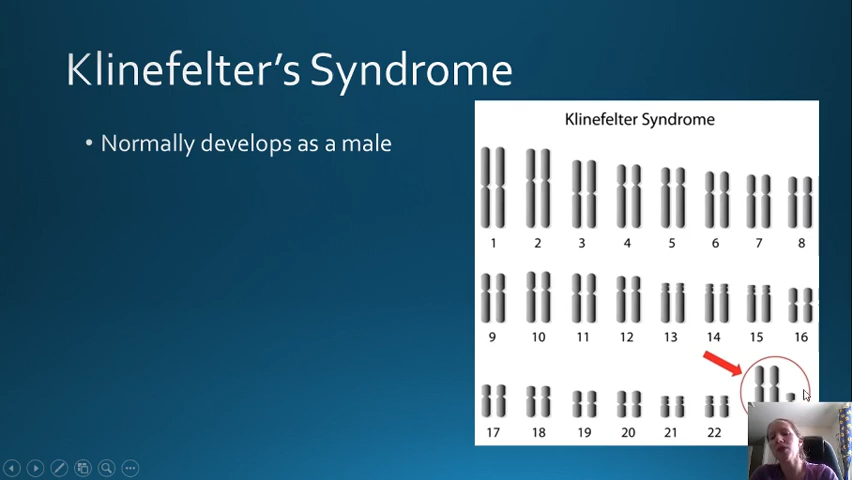 Klinefelter's Syndrome
• Normally develops as a male
Klinefelter Syndrome
1 2 3 4 5 6 7 8
9 10 11 12 13 14 15 16
17 18 19 20 21 22